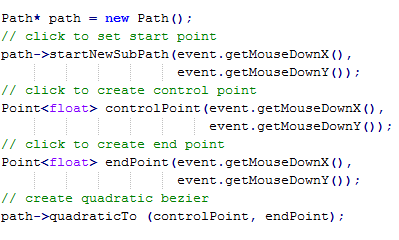 Path* path = new Path();
// click to set start point
path->startNewSubPath(event.getMouseDownX(),
event.getMouseDownY());
// click to create control point
Point<float> controlPoint(event.getMouseDownX(),
event.getMouseDownY());
// click to create end point
Point<float> endPoint(event.getMouseDownX(),
event.getMouseDownY());
// create quadratic bezier
path->quadraticTo (controlPoint, endPoint);